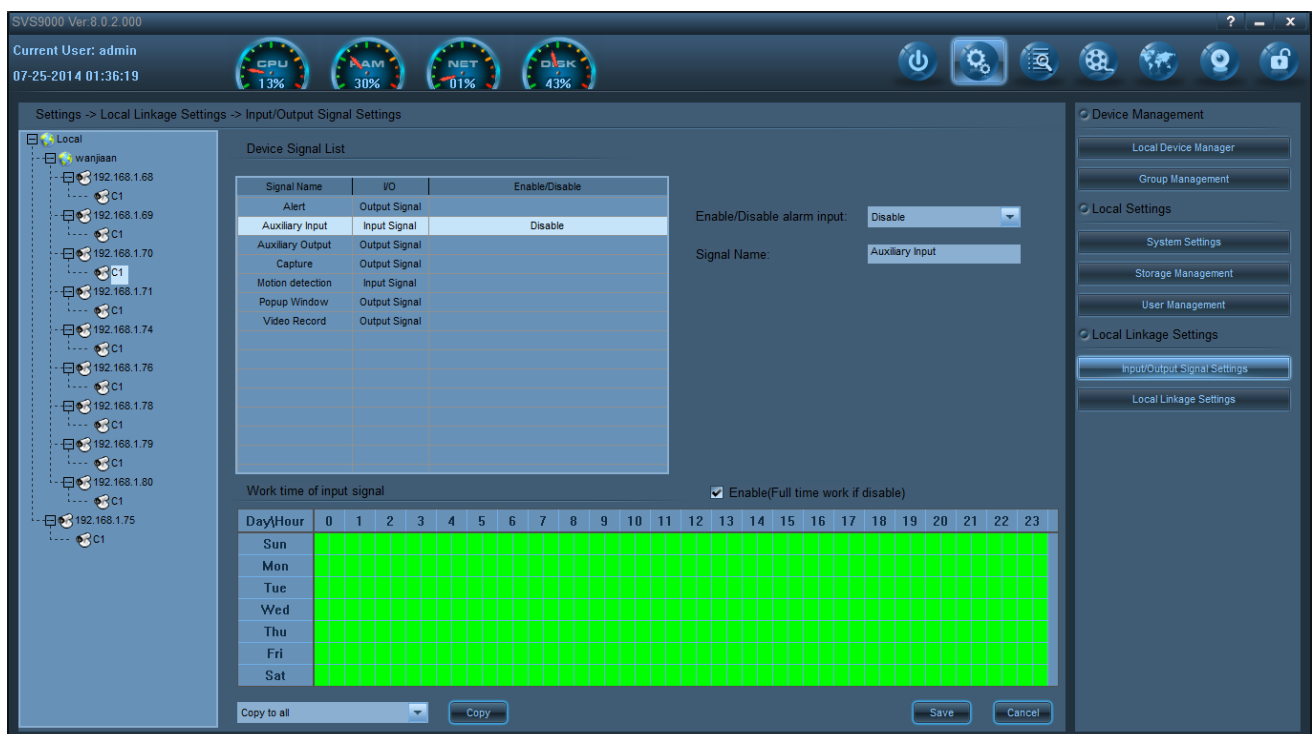 SVS9000 Ver:8.0.2.000
? – x
Current User: admin
07-25-2014 01:36:19
CPU 13% RAM 30% NET 01% DISK 43%
Settings -> Local Linkage Settings -> Input/Output Signal Settings
Local
wanjiaan
192.168.1.68
C1
192.168.1.69
C1
192.168.1.70
C1
192.168.1.71
C1
192.168.1.74
C1
192.168.1.76
C1
192.168.1.78
C1
192.168.1.79
C1
192.168.1.80
C1
192.168.1.75
C1
Device Signal List
Signal Name I/O Enable/Disable
Alert Output Signal
Auxiliary Input Input Signal Disable
Auxiliary Output Output Signal
Capture Output Signal
Motion detection Input Signal
Popup Window Output Signal
Video Record Output Signal
Enable/Disable alarm input: Disable
Signal Name: Auxiliary Input
Work time of input signal
Enable(Full time work if disable)
Day\Hour 0 1 2 3 4 5 6 7 8 9 10 11 12 13 14 15 16 17 18 19 20 21 22 23
Sun
Mon
Tue
Wed
Thu
Fri
Sat
Copy to all Copy Save Cancel
Device Management
Local Device Manager
Group Management
Local Settings
System Settings
Storage Management
User Management
Local Linkage Settings
Input/Output Signal Settings
Local Linkage Settings